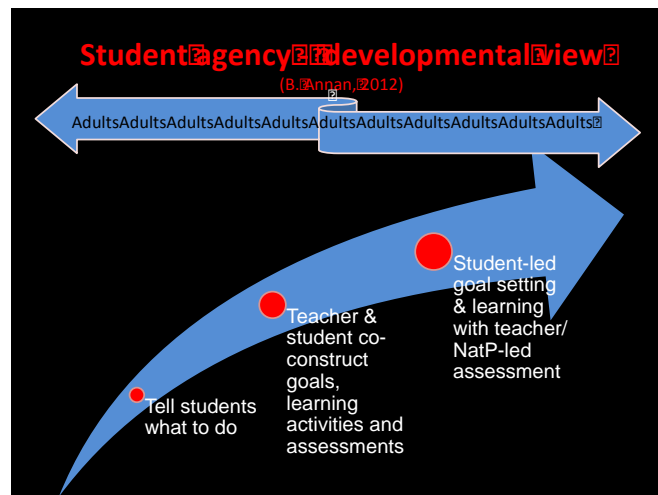 Student agency - developmental view
(B. Annan, 2012)
AdultsAdultsAdultsAdultsAdultsAdultsAdultsAdultsAdultsAdultsAdults
Student-led
goal setting
& learning
with teacher/
NatP-led
assessment
Teacher &
student co-
construct
goals,
learning
activities and
assessments
Tell students
what to do